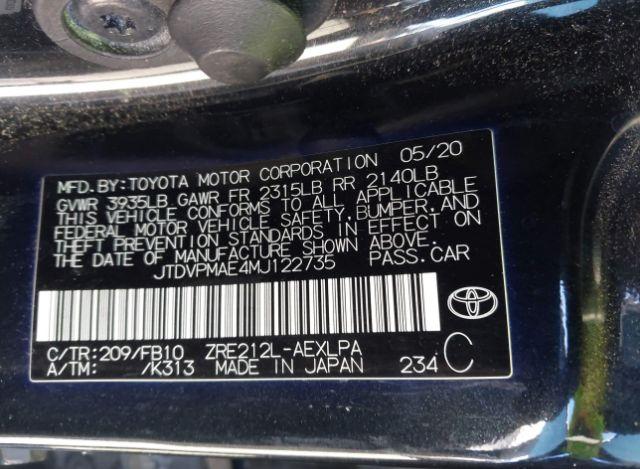 MFD.BY:TOYOTA MOTOR CORPORATION 05/20
GVWR 3935LB GAWR FR 2315LB RR 2140LB
THIS VEHICLE CONFORMS TO ALL APPLICABLE
FEDERAL MOTOR VEHICLE SAFETY,BUMPER, AND
THEFT PREVENTION STANDARDS IN EFFECT ON
THE DATE OF MANUFACTURE SHOWN ABOVE.
JTDVPMAE4MJ122735 PASS.CAR
C/TR:209/FB10 ZRE212L-AEXLPA
A/TM: /K313 MADE IN JAPAN 234 C